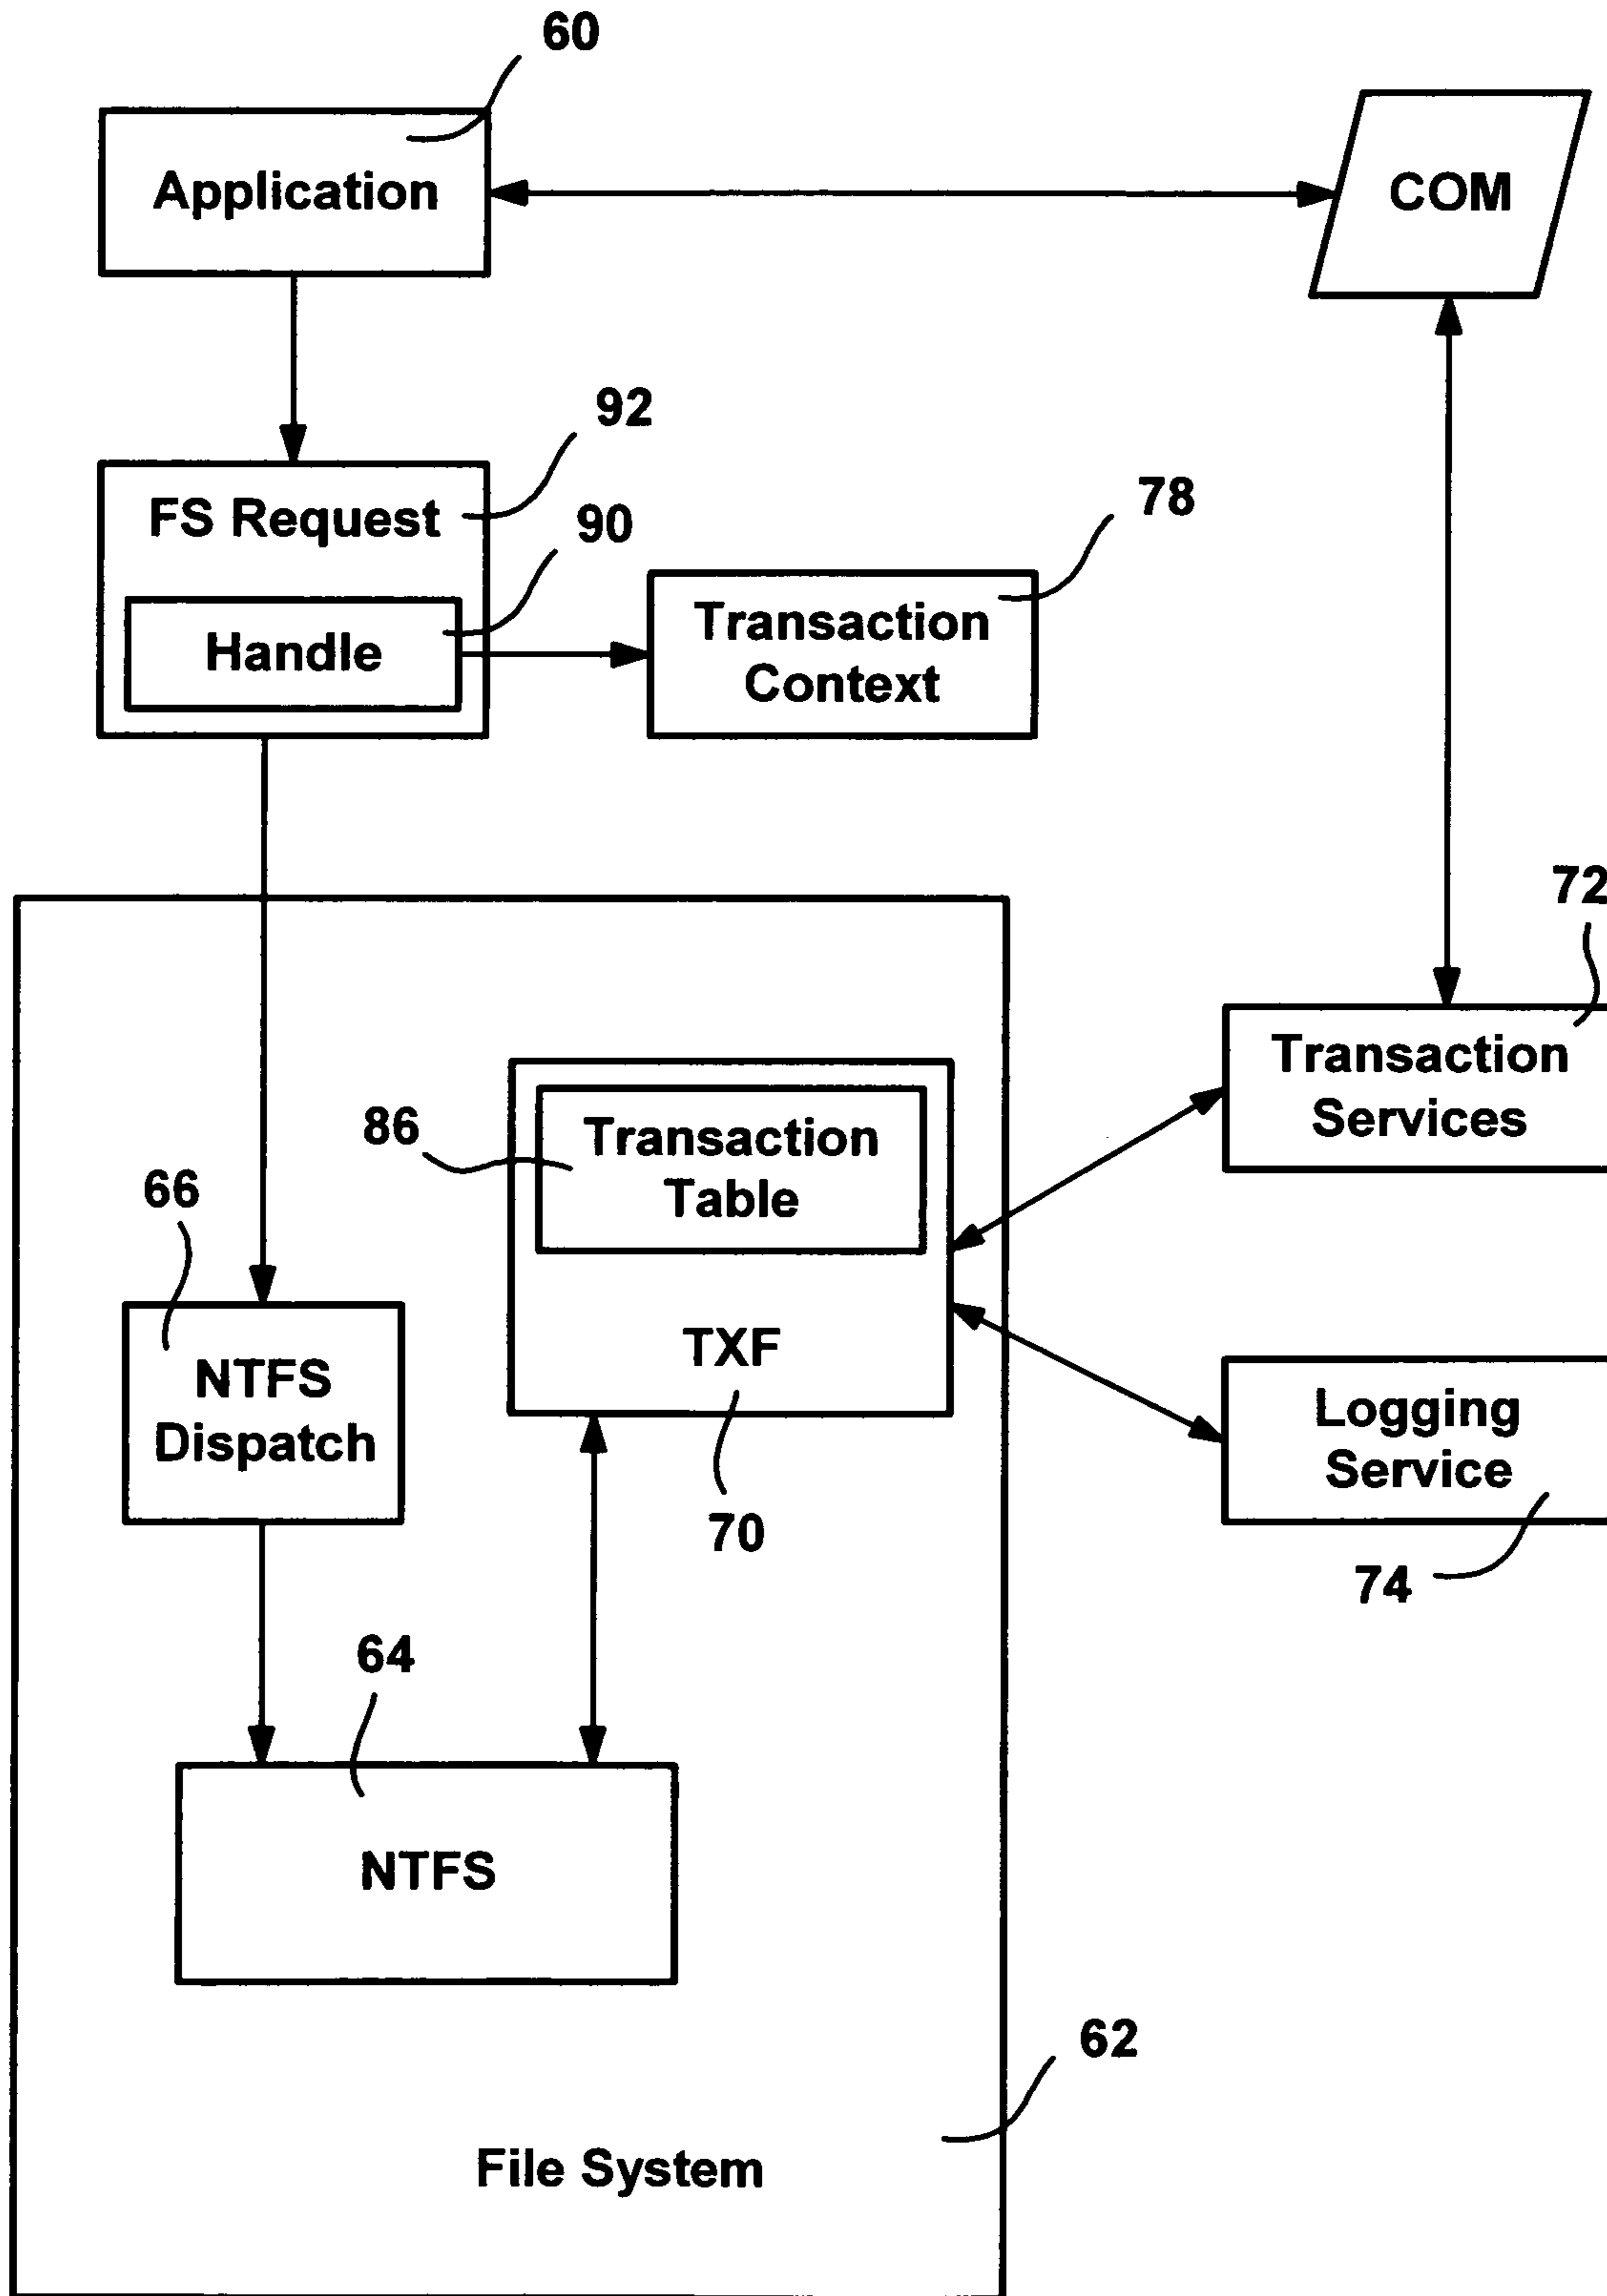 60
Application
COM
92
FS Request
90
Handle
78
Transaction
Context
72
Transaction
Services
86
Transaction
Table
66
NTFS
Dispatch
TXF
70
Logging
Service
74
64
NTFS
62
File System